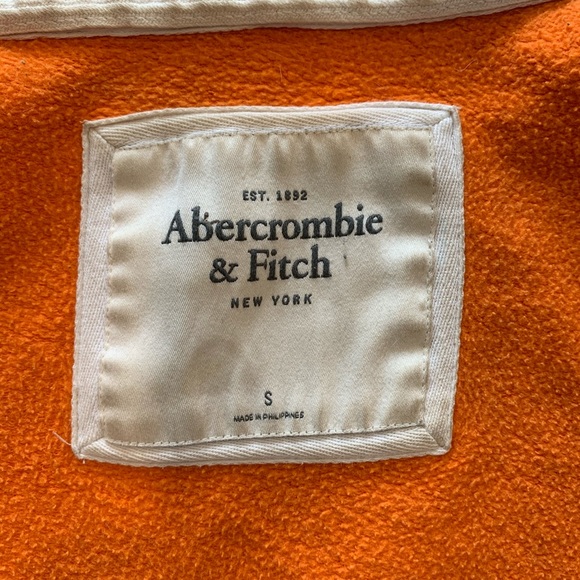 EST. 1892
Abercrombie
& Fitch
NEW YORK
S
MADE IN PHILIPPINES